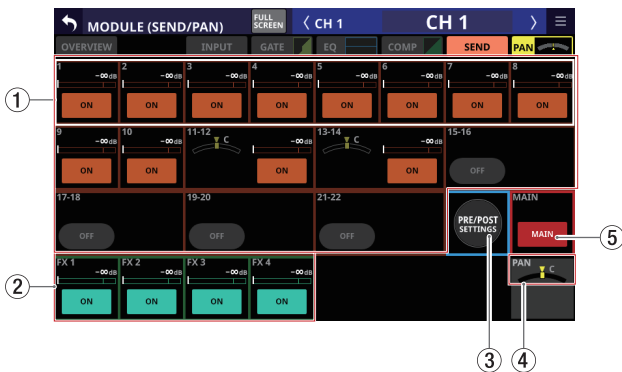 MODULE (SEND/PAN) FULL SCREEN CH 1 CH 1
OVERVIEW INPUT GATE EQ COMP SEND PAN
1 2 3 4 5 6 7 8
-∞dB -∞dB -∞dB -∞dB -∞dB -∞dB -∞dB -∞dB
1
ON ON ON ON ON ON ON ON
9 10 11-12 13-14 15-16
-∞dB -∞dB C -∞dB C -∞dB
ON ON ON ON OFF
17-18 19-20 21-22 MAIN
PRE/POST
SETTINGS
OFF OFF OFF MAIN 5
FX 1 FX 2 FX 3 FX 4 PAN
-∞dB -∞dB -∞dB -∞dB C
2
ON ON ON ON
3 4